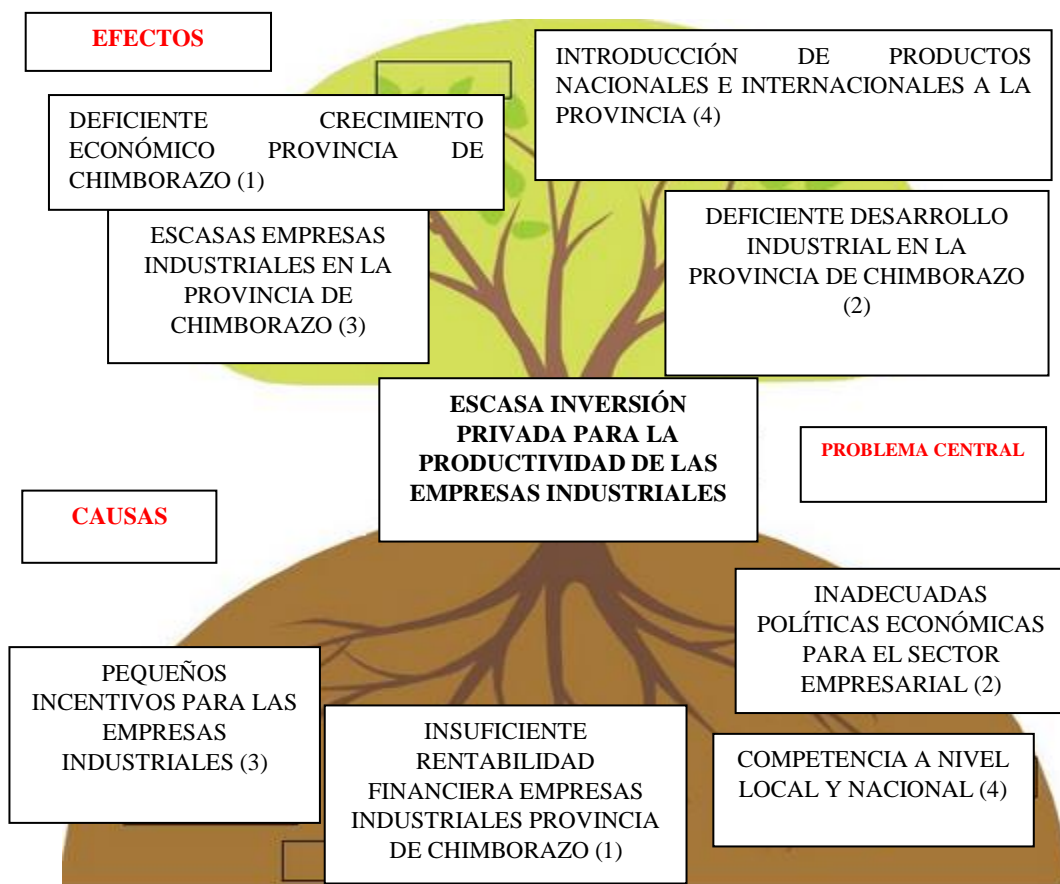 EFECTOS
INTRODUCCIÓN DE PRODUCTOS
NACIONALES E INTERNACIONALES A LA
PROVINCIA (4)
DEFICIENTE CRECIMIENTO
ECONÓMICO PROVINCIA DE
CHIMBORAZO (1)
ESCASAS EMPRESAS
INDUSTRIALES EN LA
PROVINCIA DE
CHIMBORAZO (3)
DEFICIENTE DESARROLLO
INDUSTRIAL EN LA
PROVINCIA DE CHIMBORAZO
(2)
ESCASA INVERSIÓN
PRIVADA PARA LA
PRODUCTIVIDAD DE LAS
EMPRESAS INDUSTRIALES
PROBLEMA CENTRAL
CAUSAS
INADECUADAS
POLÍTICAS ECONÓMICAS
PARA EL SECTOR
EMPRESARIAL (2)
PEQUEÑOS
INCENTIVOS PARA LAS
EMPRESAS
INDUSTRIALES (3)
INSUFICIENTE
RENTABILIDAD
FINANCIERA EMPRESAS
INDUSTRIALES PROVINCIA
DE CHIMBORAZO (1)
COMPETENCIA A NIVEL
LOCAL Y NACIONAL (4)